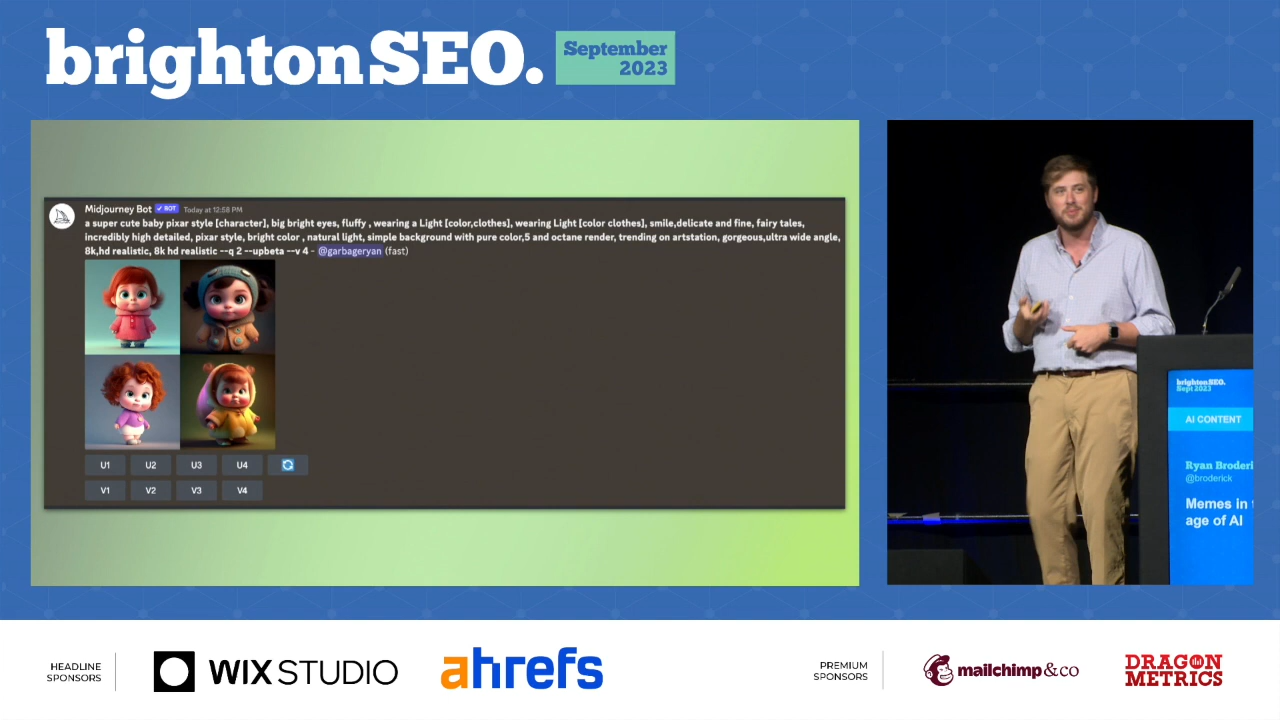 brightonSEO.
September
2023
Midjourney Bot ✓ BOT Today at 12:58 PM
a super cute baby pixar style [character], big bright eyes, fluffy , wearing a Light [color,clothes], wearing Light [color clothes], smile,delicate and fine, fairy tales,
incredibly high detailed, pixar style, bright color , natural light, simple background with pure color,5 and octane render, trending on artstation, gorgeous,ultra wide angle,
8k,hd realistic, 8k hd realistic --q 2 --upbeta --v 4 - @garbageryan (fast)
U1 U2 U3 U4
V1 V2 V3 V4
brightonSEO.
Sept 2023
AI CONTENT
Ryan Broderi
@broderick
Memes in t
age of AI
HEADLINE
SPONSORS
WIX STUDIO
ahrefs
PREMIUM
SPONSORS
mailchimp&co
DRAGON
METRICS